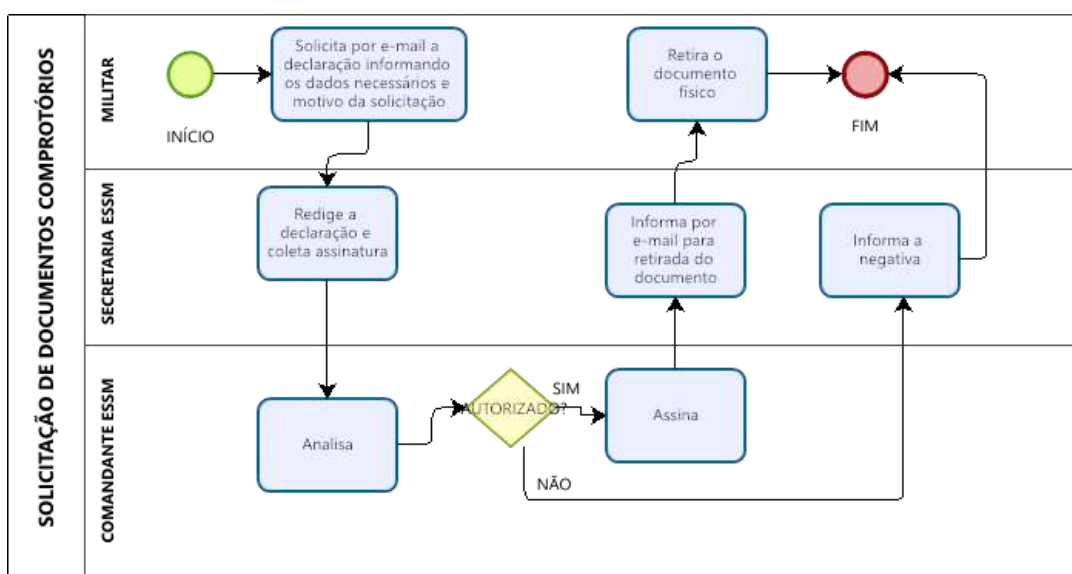 SOLICITAÇÃO DE DOCUMENTOS COMPROTÓRIOS
MILITAR
INÍCIO
Solicita por e-mail a
declaração informando
os dados necessários e
motivo da solicitação
Retira o
documento
físico
FIM
SECRETARIA ESSM
Redige a
declaração e
coleta assinatura
Informa por
e-mail para
retirada do
documento
Informa a
negativa
COMANDANTE ESSM
Analisa
AUTORIZADO?
SIM
NÃO
Assina